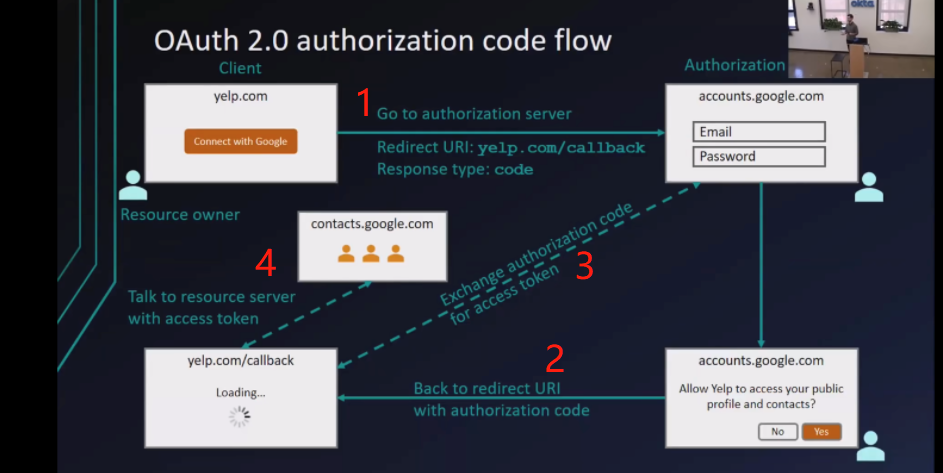 okta
OAuth 2.0 authorization code flow
Client
Authorization
yelp.com
Connect with Google
1
Go to authorization server
Redirect URI: yelp.com/callback
Response type: code
accounts.google.com
Email
Password
Resource owner
contacts.google.com
4
Talk to resource server
with access token
Exchange authorization code
for access token
3
yelp.com/callback
Loading...
2
Back to redirect URI
with authorization code
accounts.google.com
Allow Yelp to access your public
profile and contacts?
No
Yes